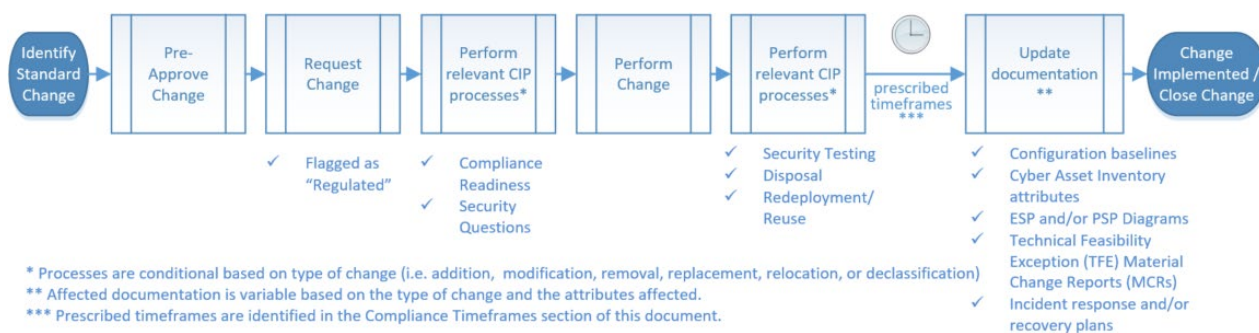 Identify
Standard
Change
Pre-
Approve
Change
Request
Change
Perform
relevant CIP
processes*
Perform
Change
Perform
relevant CIP
processes*
prescribed
timeframes
***
Update
documentation
**
Change
Implemented /
Close Change
✓ Flagged as
“Regulated”
✓ Compliance
Readiness
✓ Security
Questions
✓ Security Testing
✓ Disposal
✓ Redeployment/
Reuse
✓ Configuration baselines
✓ Cyber Asset Inventory
attributes
✓ ESP and/or PSP Diagrams
✓ Technical Feasibility
Exception (TFE) Material
Change Reports (MCRs)
✓ Incident response and/or
recovery plans
* Processes are conditional based on type of change (i.e. addition, modification, removal, replacement, relocation, or declassification)
** Affected documentation is variable based on the type of change and the attributes affected.
*** Prescribed timeframes are identified in the Compliance Timeframes section of this document.